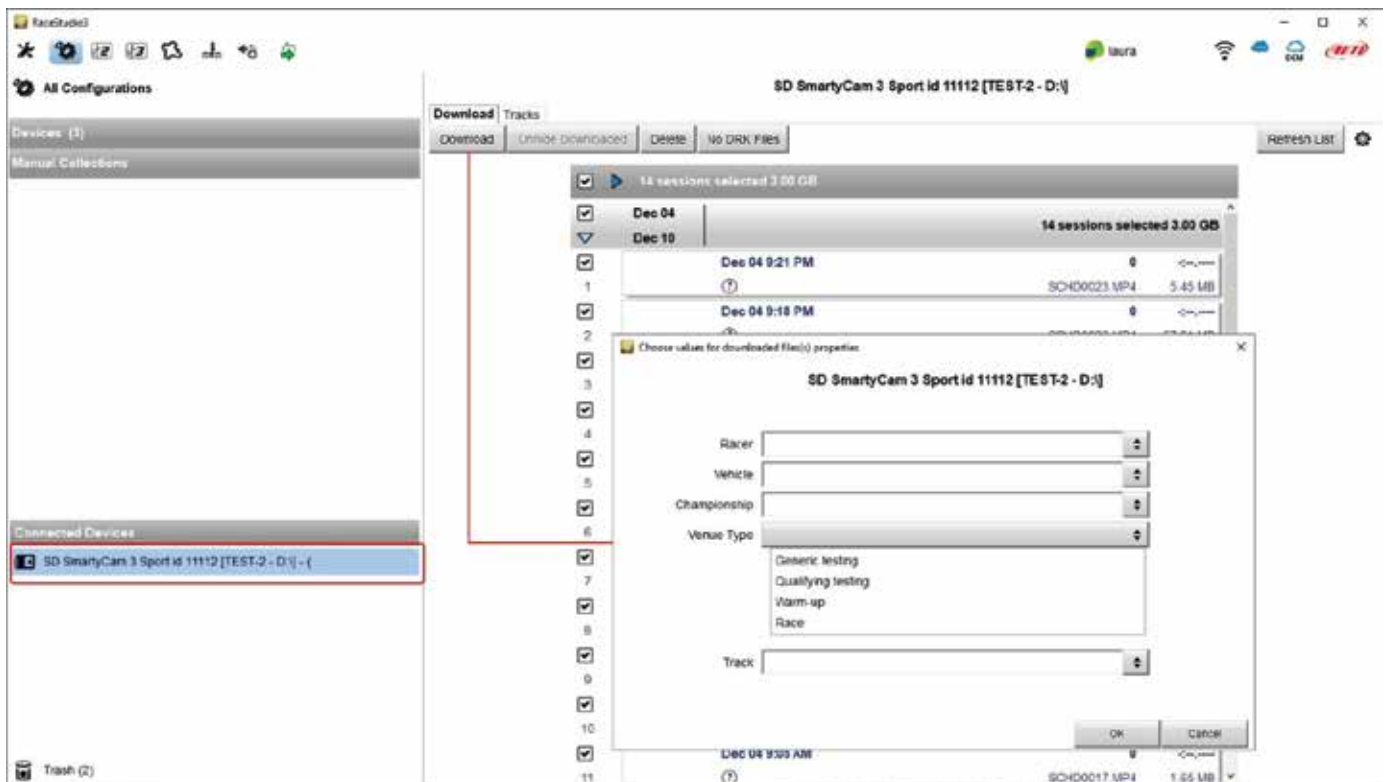 RaceStudio3
laura
DCM
All Configurations
SD SmartyCam 3 Sport id 11112 [TEST-2 - D:\]
Download Tracks
Devices (3)
Download Unhide Downloaded Delete No DRK Files Refresh List
Manual Collections
14 sessions selected 3.00 GB
Dec 04
14 sessions selected 3.00 GB
Dec 10
Dec 04 9:21 PM 0
1 SCHD0023.MP4 5.45 MB
Dec 04 9:18 PM 0
2
Choose values for downloaded file(s) properties
3
SD SmartyCam 3 Sport id 11112 [TEST-2 - D:\]
4
Racer
5
Vehicle
Championship
Connected Devices
6
Venue Type
SD SmartyCam 3 Sport id 11112 [TEST-2 - D:\] - (
Generic testing
7
Qualifying testing
Warm-up
8
Race
Track
9
10
OK Cancel
Dec 04 9:05 AM 0
Trash (2)
11 SCHD0017.MP4 1.65 MB